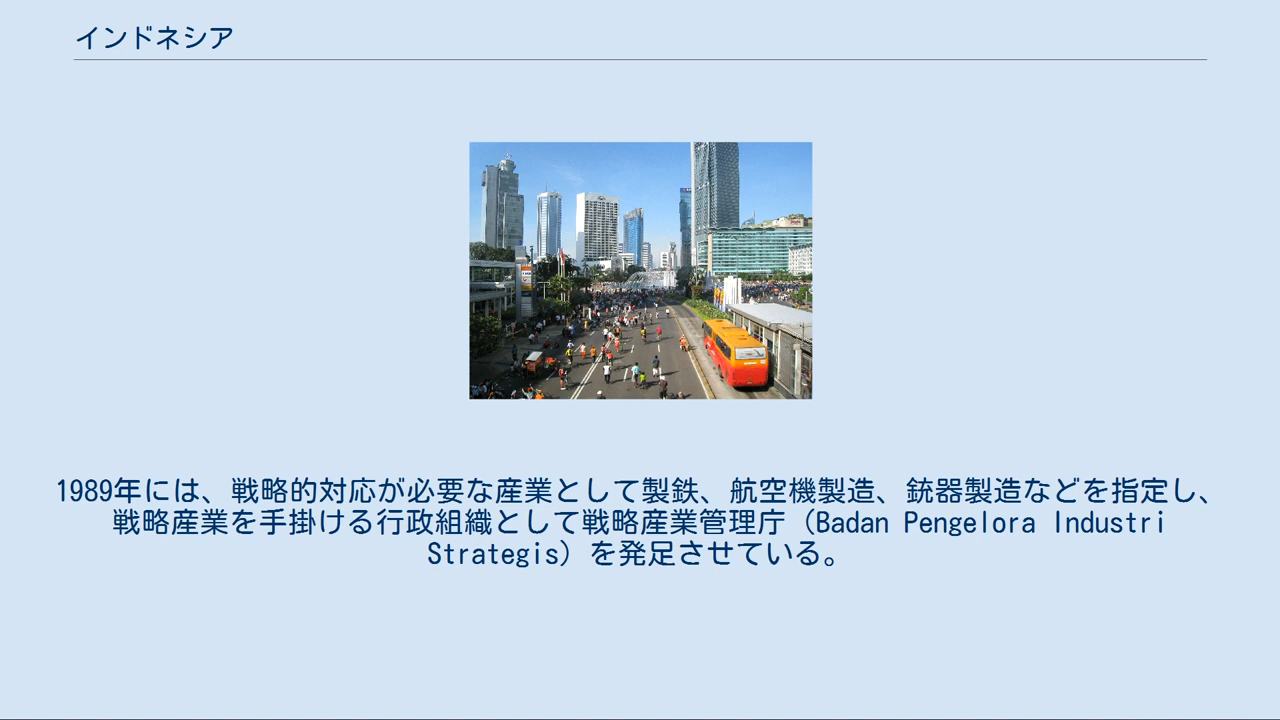 インドネシア
1989年には、戦略的対応が必要な産業として製鉄、航空機製造、銃器製造などを指定し、
戦略産業を手掛ける行政組織として戦略産業管理庁（Badan Pengelora Industri
Strategis）を発足させている。